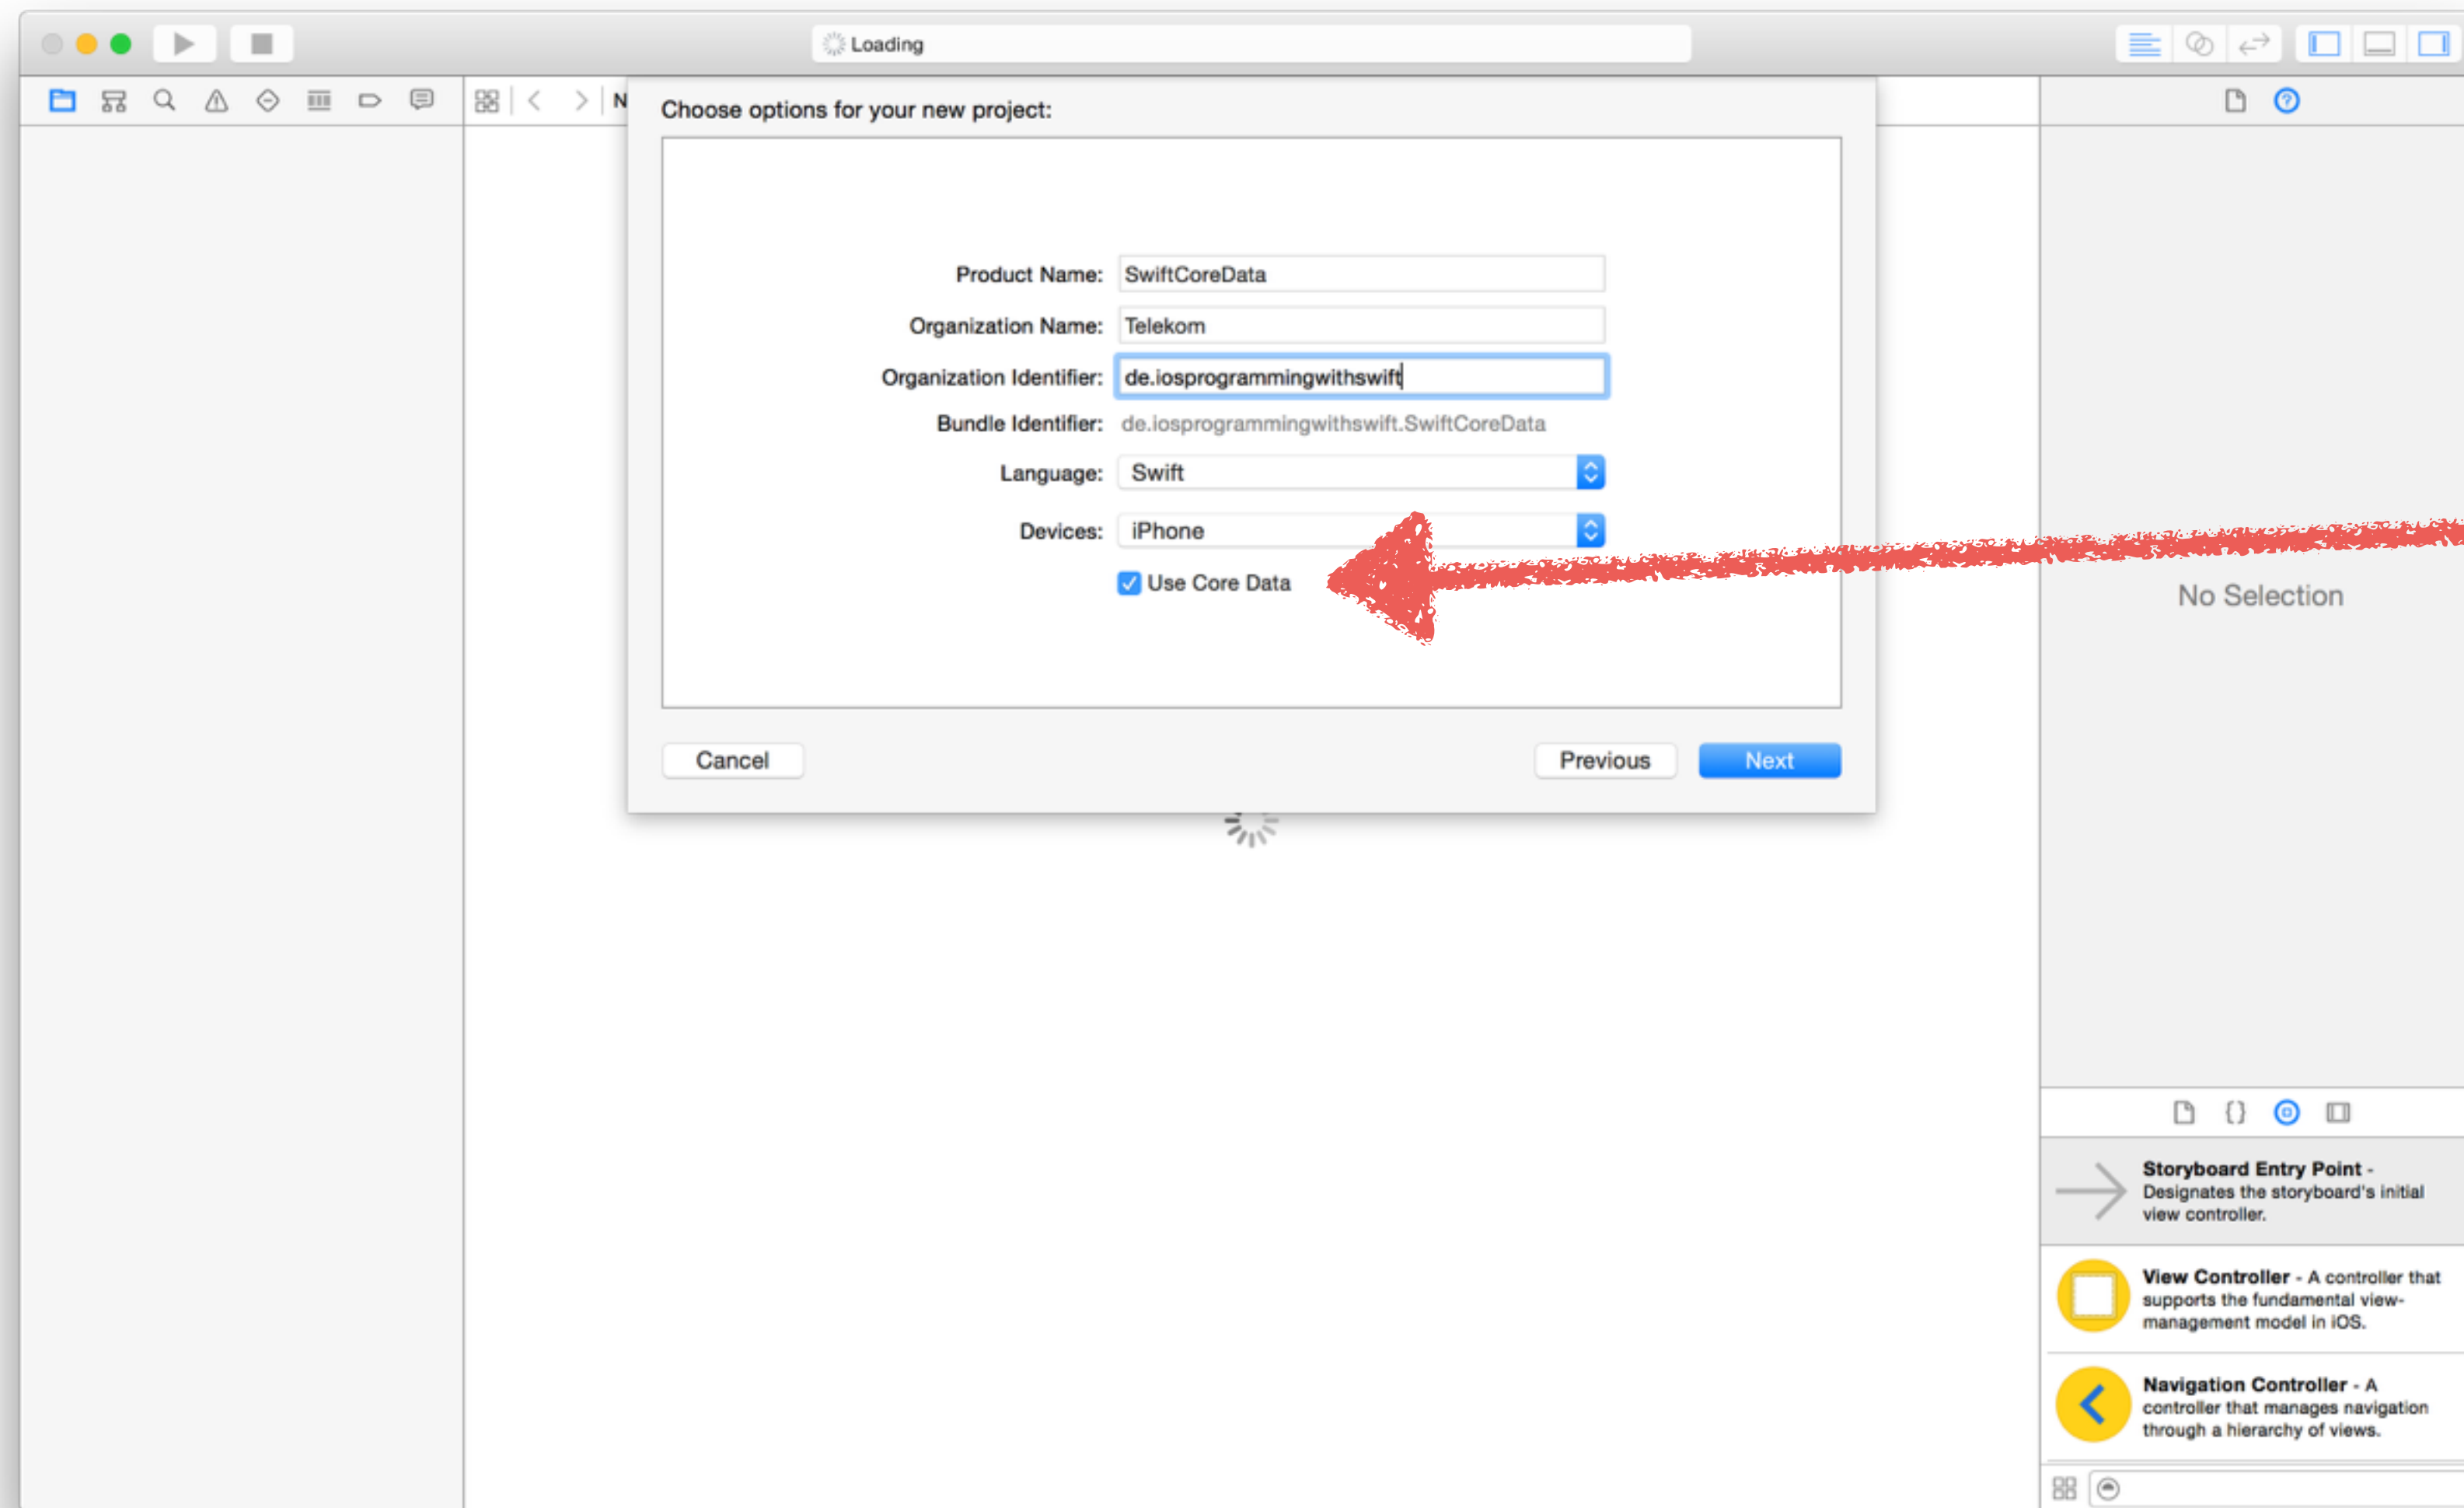 Loading
N
Choose options for your new project:
Product Name: SwiftCoreData
Organization Name: Telekom
Organization Identifier: de.iosprogrammingwithswift
Bundle Identifier: de.iosprogrammingwithswift.SwiftCoreData
Language: Swift
Devices: iPhone
Use Core Data
Cancel
Previous
Next
No Selection
{}
Storyboard Entry Point -
Designates the storyboard's initial
view controller.
View Controller - A controller that
supports the fundamental view-
management model in iOS.
Navigation Controller - A
controller that manages navigation
through a hierarchy of views.